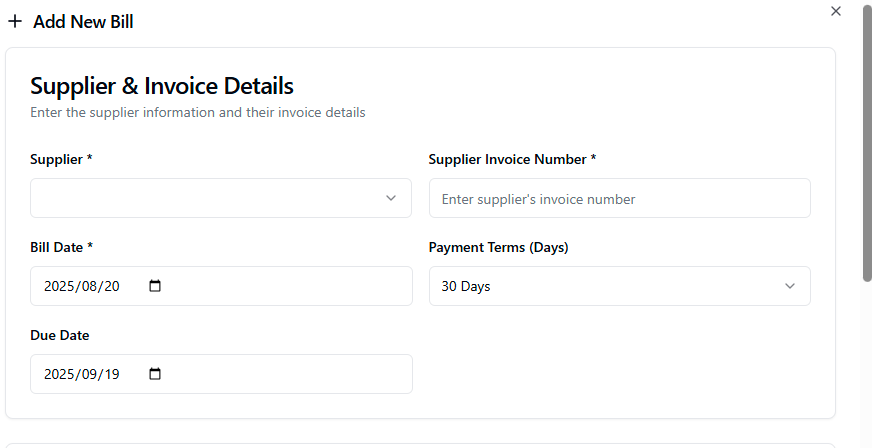 Add New Bill
Supplier & Invoice Details
Enter the supplier information and their invoice details
Supplier *
Supplier Invoice Number *
Enter supplier's invoice number
Bill Date *
Payment Terms (Days)
2025/08/20
30 Days
Due Date
2025/09/19